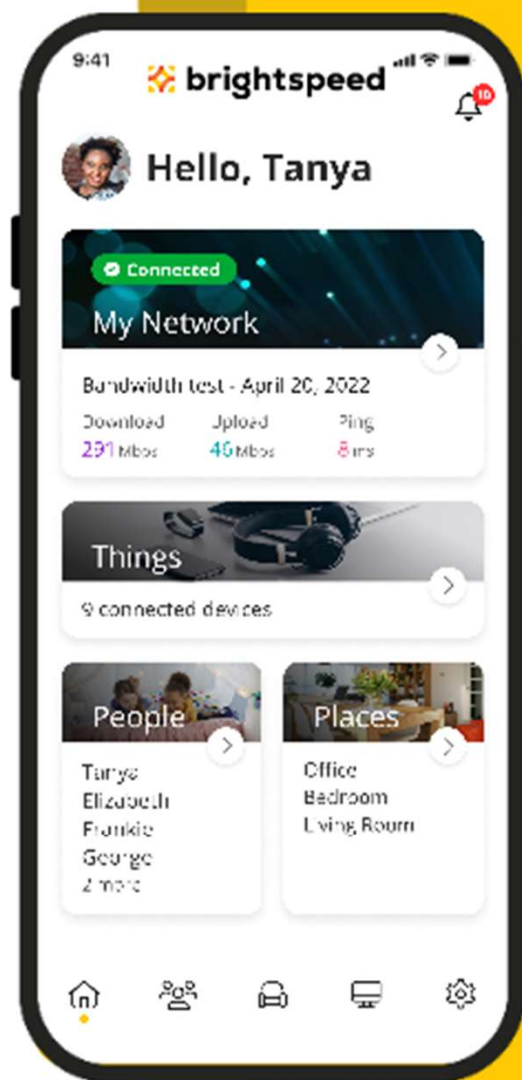 9:41
brightspeed
10
Hello, Tanya
Connected
My Network
Bandwidth test - April 20, 2022
Download Upload Ping
291 Mbps 46 Mbps 8 ms
Things
9 connected devices
People
Tanya
Elizabeth
Frankie
George
2 more
Places
Office
Bedroom
Living Room